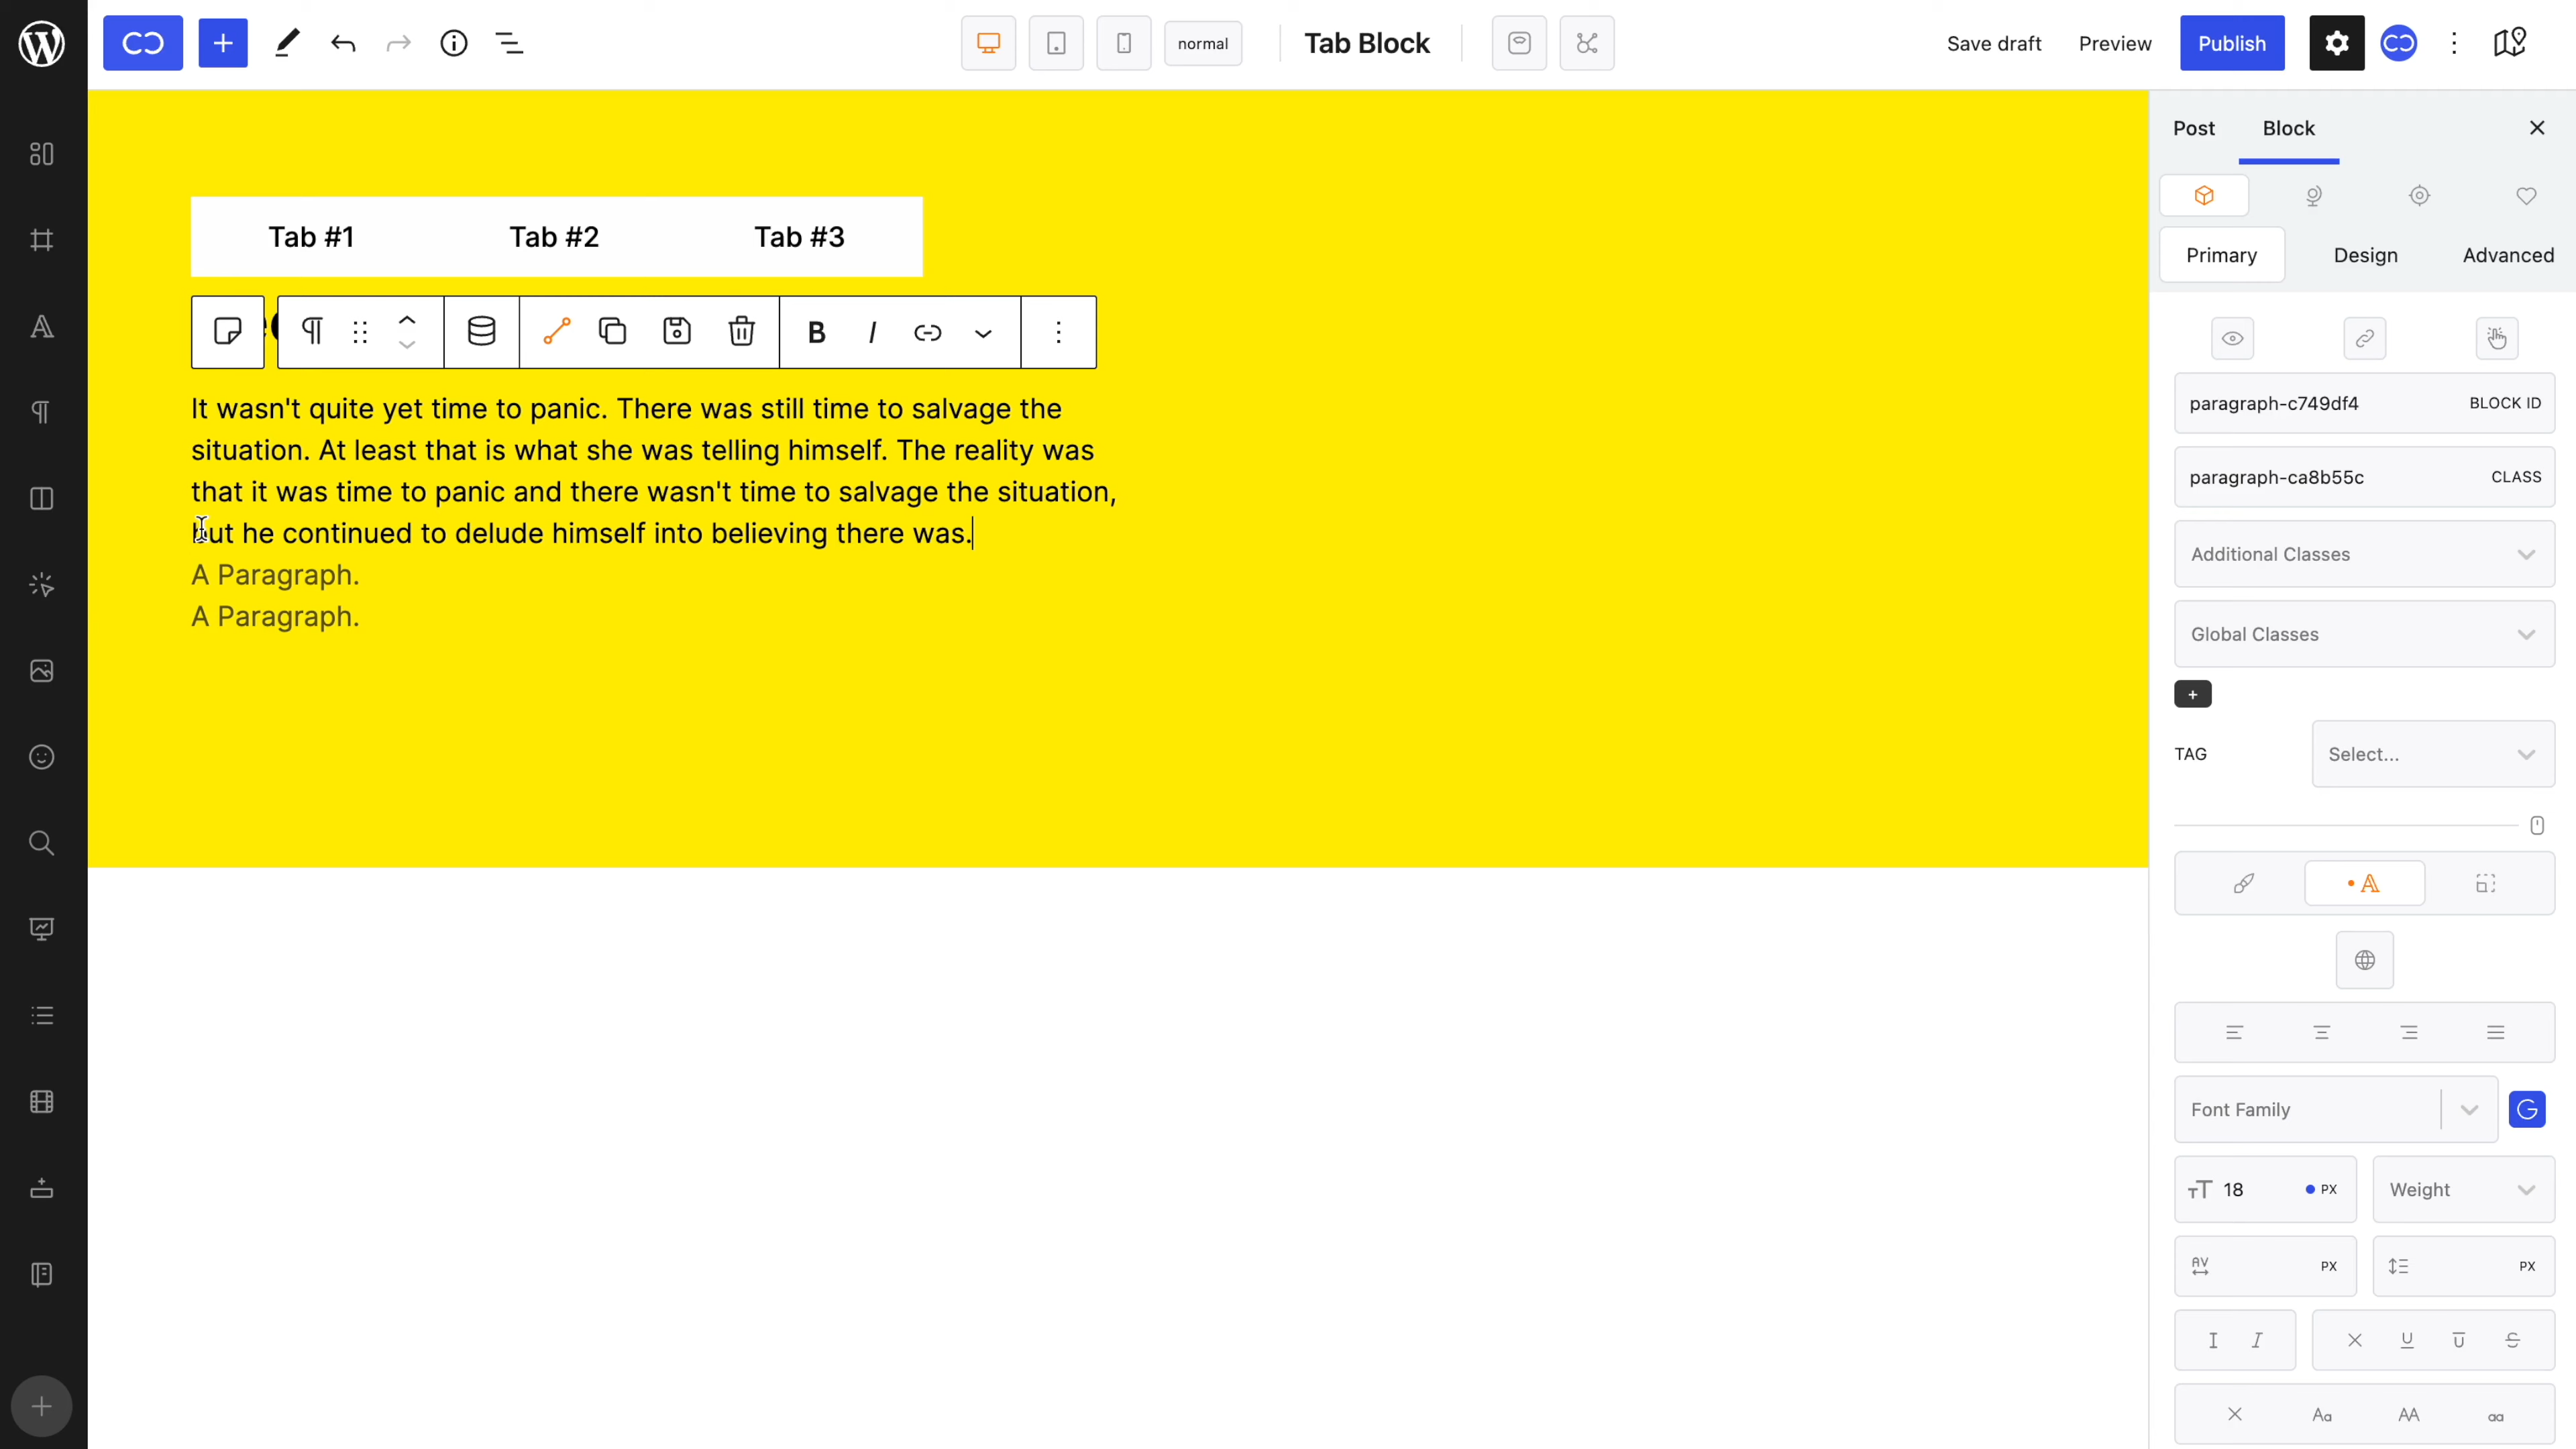 normal
Tab Block
Save draft
Preview
Publish
Post
Block
Primary
Design
Advanced
Tab #1
Tab #2
Tab #3
B I
It wasn't quite yet time to panic. There was still time to salvage the
situation. At least that is what she was telling himself. The reality was
that it was time to panic and there wasn't time to salvage the situation,
but he continued to delude himself into believing there was.
A Paragraph.
A Paragraph.
paragraph-c749df4 BLOCK ID
paragraph-ca8b55c CLASS
Additional Classes
Global Classes
TAG Select...
Font Family
18 PX Weight
PX PX
Aa AA aa